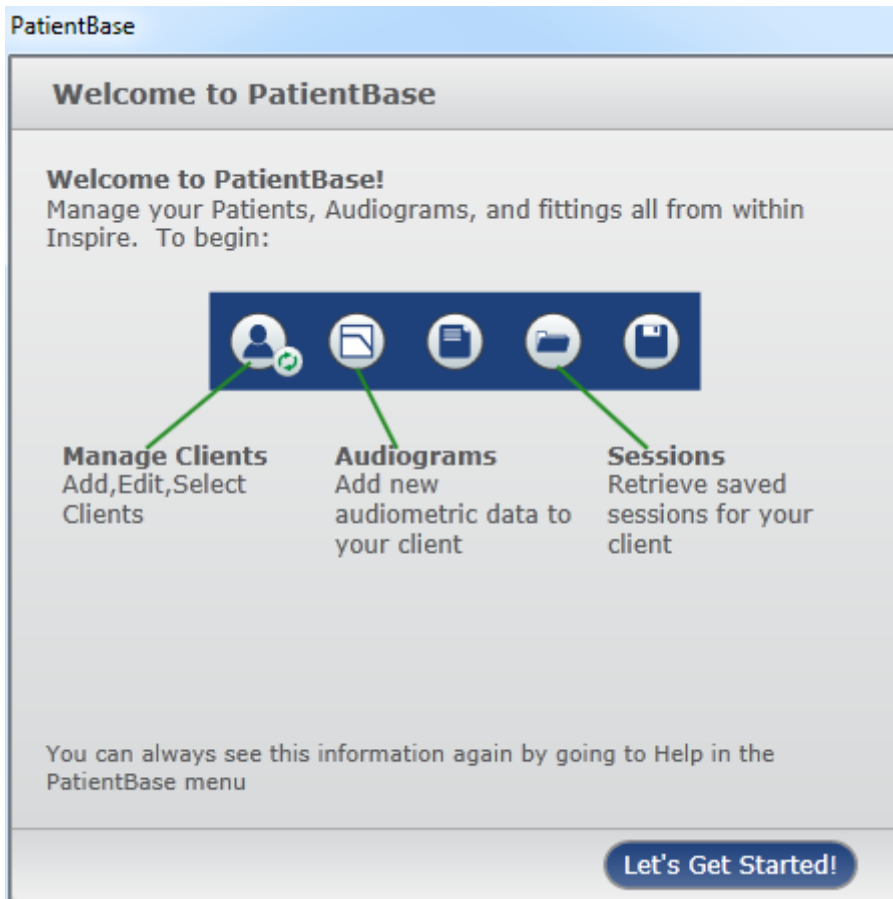 PatientBase
Welcome to PatientBase
Welcome to PatientBase!
Manage your Patients, Audiograms, and fittings all from within
Inspire.  To begin:
Manage Clients
Add,Edit,Select
Clients
Audiograms
Add new
audiometric data to
your client
Sessions
Retrieve saved
sessions for your
client
You can always see this information again by going to Help in the
PatientBase menu
Let's Get Started!